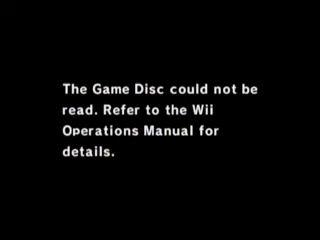 The Game Disc could not be
read. Refer to the Wii
Operations Manual for
details.